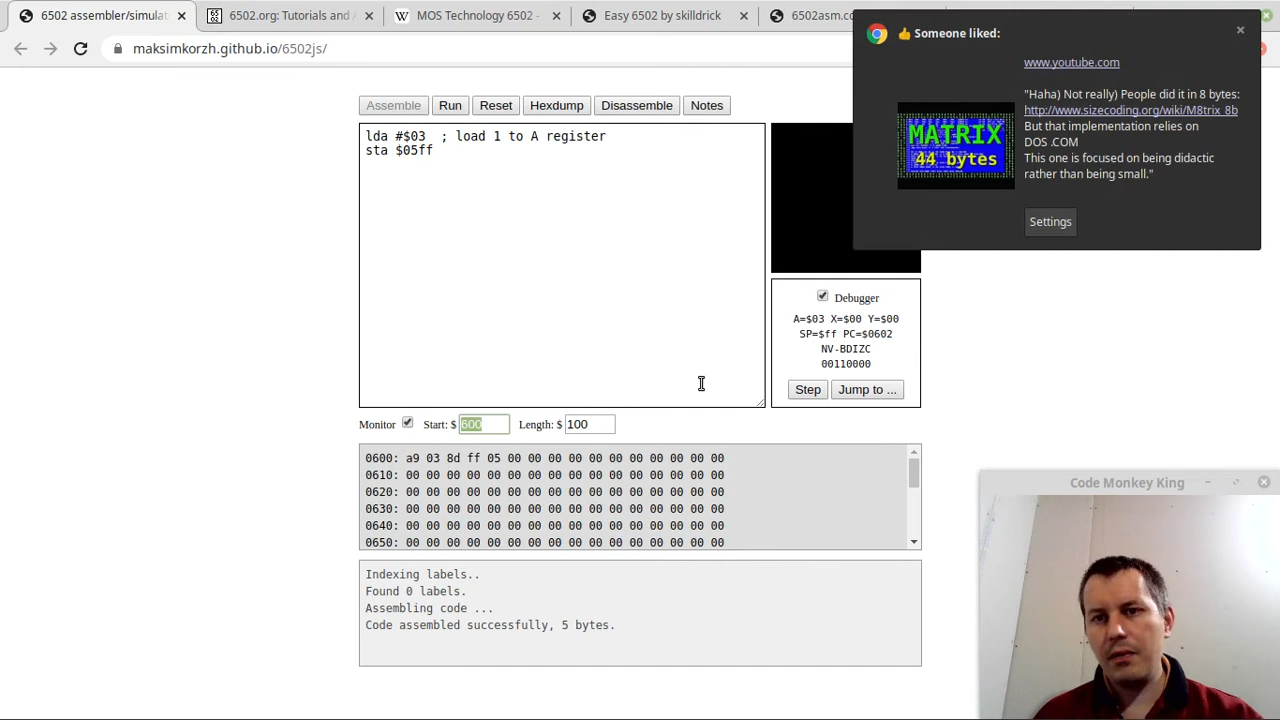 6502 assembler/simulat
6502.org: Tutorials and A
MOS Technology 6502 -
Easy 6502 by skilldrick
6502asm.co
maksimkorzh.github.io/6502js/
👍 Someone liked:
www.youtube.com
"Haha) Not really) People did it in 8 bytes:
http://www.sizecoding.org/wiki/M8trix_8b
But that implementation relies on
DOS .COM
This one is focused on being didactic
rather than being small."
MATRIX
44 bytes
Settings
Assemble Run Reset Hexdump Disassemble Notes
lda #$03  ; load 1 to A register
sta $05ff
Debugger
A=$03 X=$00 Y=$00
SP=$ff PC=$0602
NV-BDIZC
00110000
Step Jump to ...
Monitor Start: $ 600 Length: $ 100
0600: a9 03 8d ff 05 00 00 00 00 00 00 00 00 00 00 00
0610: 00 00 00 00 00 00 00 00 00 00 00 00 00 00 00 00
0620: 00 00 00 00 00 00 00 00 00 00 00 00 00 00 00 00
0630: 00 00 00 00 00 00 00 00 00 00 00 00 00 00 00 00
0640: 00 00 00 00 00 00 00 00 00 00 00 00 00 00 00 00
0650: 00 00 00 00 00 00 00 00 00 00 00 00 00 00 00 00
Indexing labels..
Found 0 labels.
Assembling code ...
Code assembled successfully, 5 bytes.
Code Monkey King